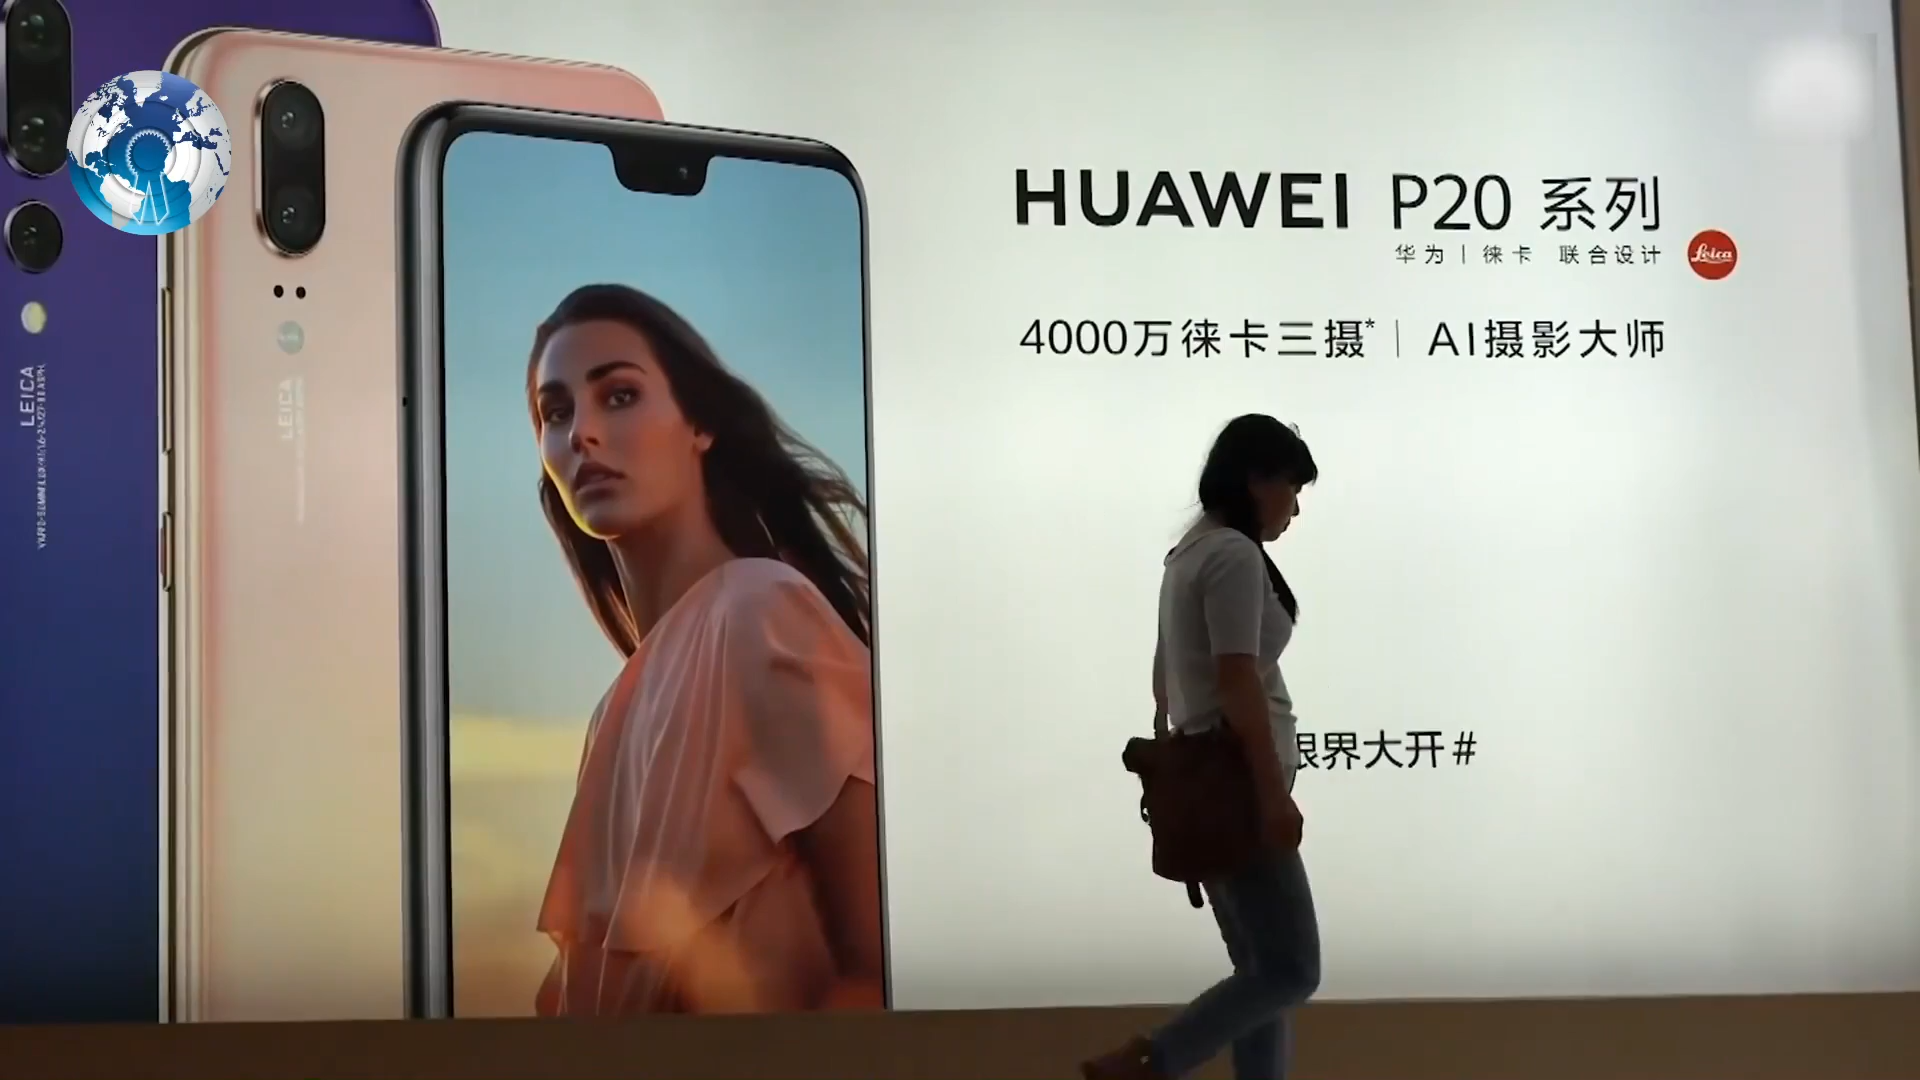 HUAWEI P20 系列
华为 | 徕卡 联合设计
Leica
4000万徕卡三摄* | AI摄影大师
界大开#
LEICA
LEICA